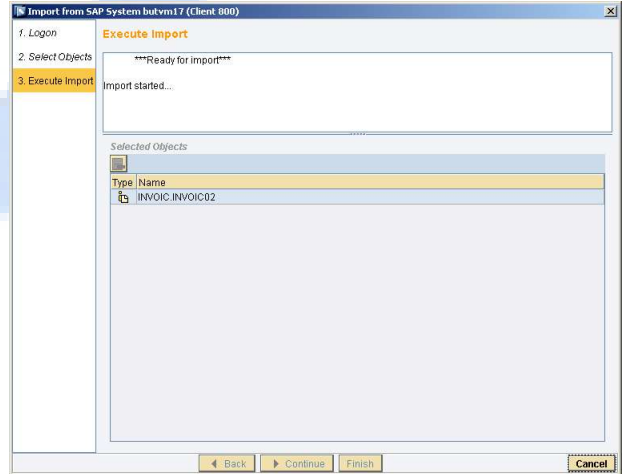 Import from SAP System butvm17 (Client 800)
1. Logon
2. Select Objects
3. Execute Import
Execute Import
***Ready for import***
Import started...
Selected Objects
Type Name
INVOIC.INVOIC02
Back Continue Finish Cancel